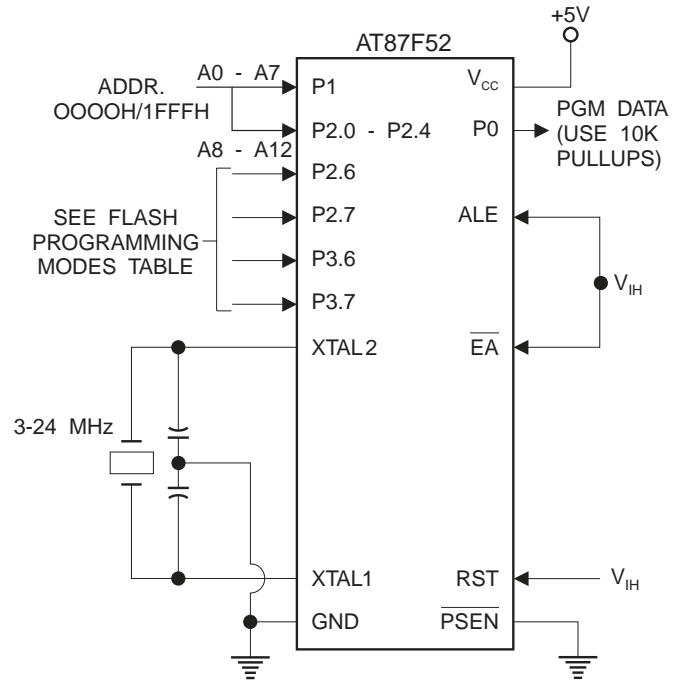 +5V
AT87F52
ADDR.
OOOOH/1FFFH
A0 - A7
P1
VCC
P2.0 - P2.4
P0
PGM DATA
(USE 10K
PULLUPS)
A8 - A12
P2.6
SEE FLASH
PROGRAMMING
MODES TABLE
P2.7
ALE
P3.6
VIH
P3.7
XTAL2
EA
3-24 MHz
XTAL1
RST
VIH
GND
PSEN